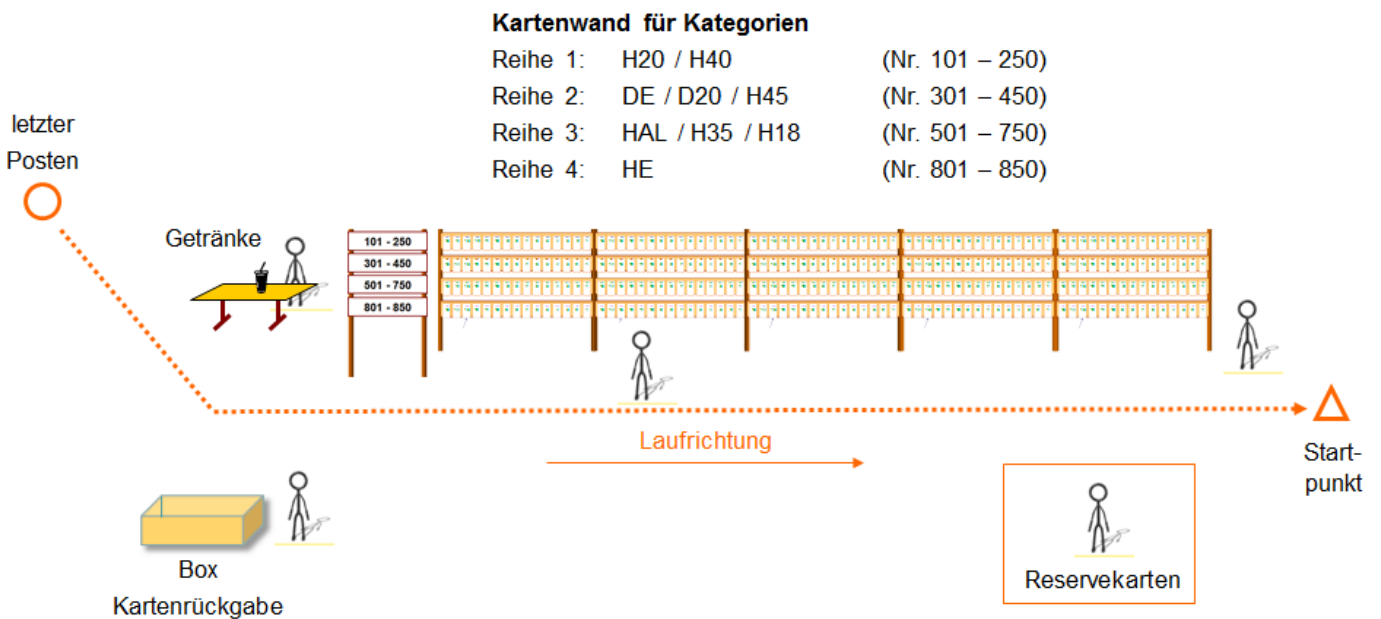 Kartenwand für Kategorien
Reihe 1: H20 / H40 (Nr. 101 – 250)
Reihe 2: DE / D20 / H45 (Nr. 301 – 450)
Reihe 3: HAL / H35 / H18 (Nr. 501 – 750)
Reihe 4: HE (Nr. 801 – 850)
letzter
Posten
Getränke
101 - 250
301 - 450
501 - 750
801 - 850
Laufrichtung
Start-
punkt
Box
Kartenrückgabe
Reservekarten